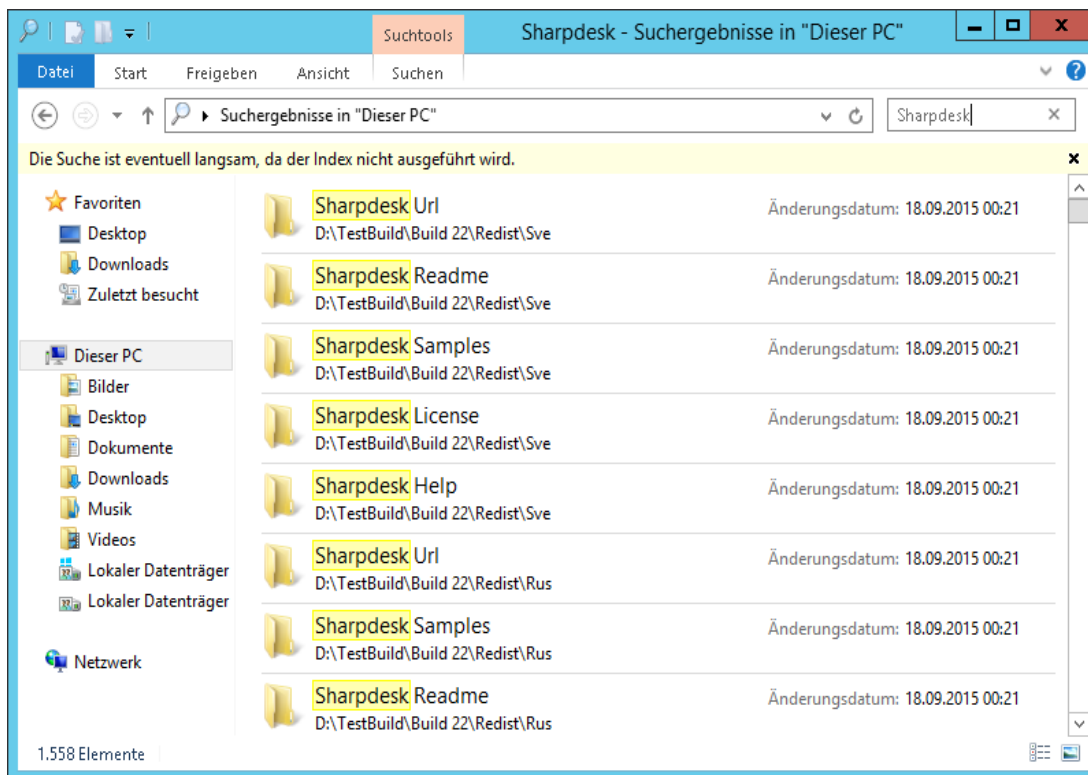 Suchtools
Sharpdesk - Suchergebnisse in "Dieser PC"
Datei Start Freigeben Ansicht Suchen
Suchergebnisse in "Dieser PC"
Sharpdesk
Die Suche ist eventuell langsam, da der Index nicht ausgeführt wird.
Favoriten
Desktop
Downloads
Zuletzt besucht
Dieser PC
Bilder
Desktop
Dokumente
Downloads
Musik
Videos
Lokaler Datenträger
Lokaler Datenträger
Netzwerk
Sharpdesk Url
Änderungsdatum: 18.09.2015 00:21
D:\TestBuild\Build 22\Redist\Sve
Sharpdesk Readme
Änderungsdatum: 18.09.2015 00:21
D:\TestBuild\Build 22\Redist\Sve
Sharpdesk Samples
Änderungsdatum: 18.09.2015 00:21
D:\TestBuild\Build 22\Redist\Sve
Sharpdesk License
Änderungsdatum: 18.09.2015 00:21
D:\TestBuild\Build 22\Redist\Sve
Sharpdesk Help
Änderungsdatum: 18.09.2015 00:21
D:\TestBuild\Build 22\Redist\Sve
Sharpdesk Url
Änderungsdatum: 18.09.2015 00:21
D:\TestBuild\Build 22\Redist\Rus
Sharpdesk Samples
Änderungsdatum: 18.09.2015 00:21
D:\TestBuild\Build 22\Redist\Rus
Sharpdesk Readme
Änderungsdatum: 18.09.2015 00:21
D:\TestBuild\Build 22\Redist\Rus
1.558 Elemente